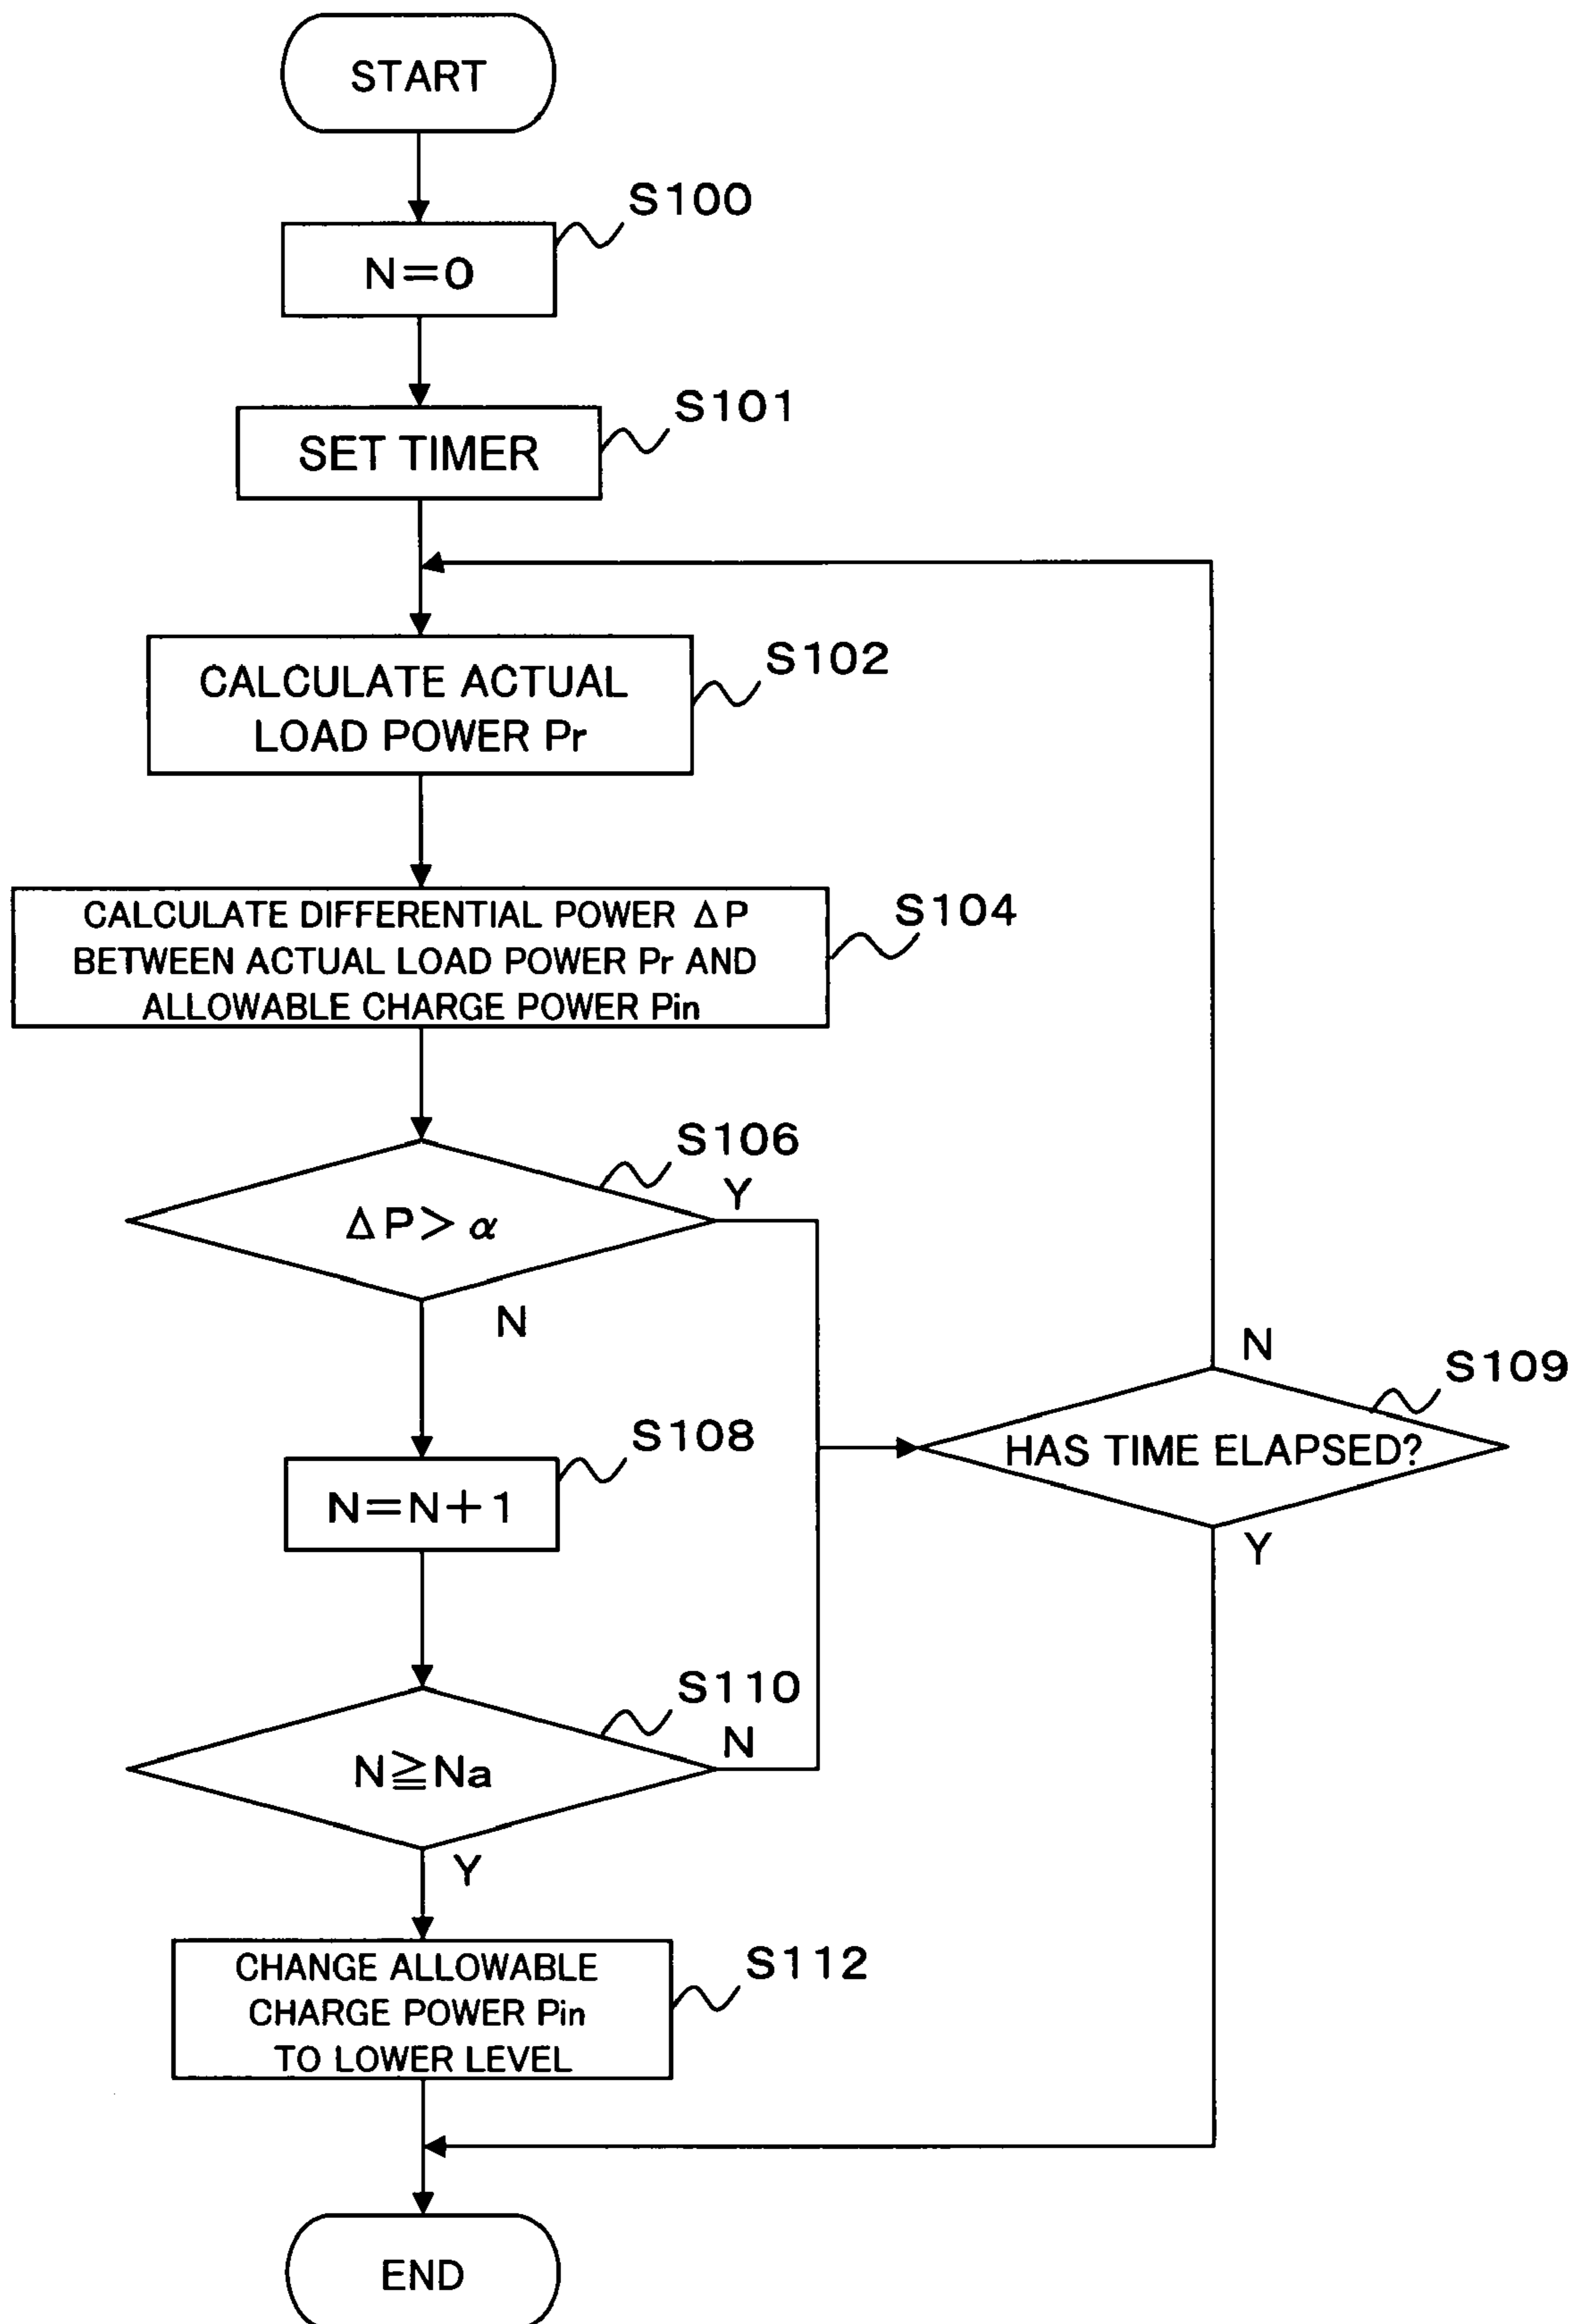 START
S100
N=0
S101
SET TIMER
S102
CALCULATE ACTUAL
LOAD POWER Pr
S104
CALCULATE DIFFERENTIAL POWER ΔP
BETWEEN ACTUAL LOAD POWER Pr AND
ALLOWABLE CHARGE POWER Pin
S106
Y
ΔP> α
N
N
S109
HAS TIME ELAPSED?
Y
S108
N=N+1
S110
N
N≧Na
Y
S112
CHANGE ALLOWABLE
CHARGE POWER Pin
TO LOWER LEVEL
END